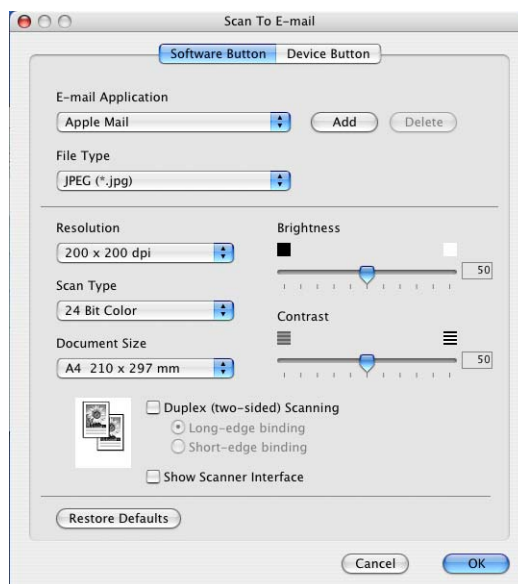 Scan To E-mail
Software Button Device Button
E-mail Application
Apple Mail Add Delete
File Type
JPEG (*.jpg)
Resolution Brightness
200 x 200 dpi 50
Scan Type
24 Bit Color
Contrast
Document Size
A4 210 x 297 mm 50
Duplex (two-sided) Scanning
Long-edge binding
Short-edge binding
Show Scanner Interface
Restore Defaults
Cancel OK